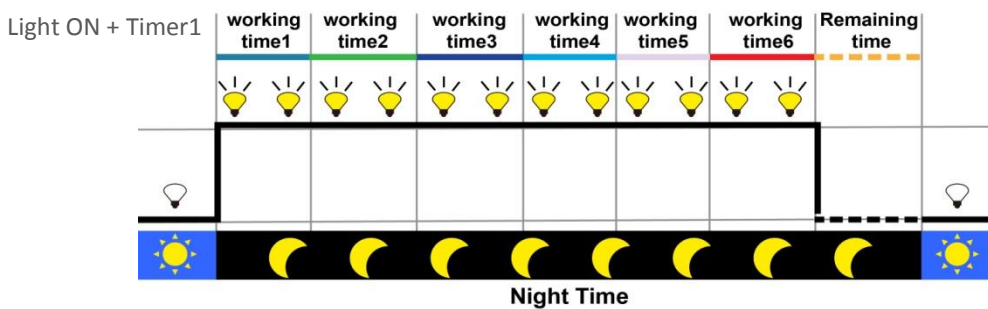 Light ON + Timer1
working time1
working time2
working time3
working time4
working time5
working time6
Remaining time
Night Time